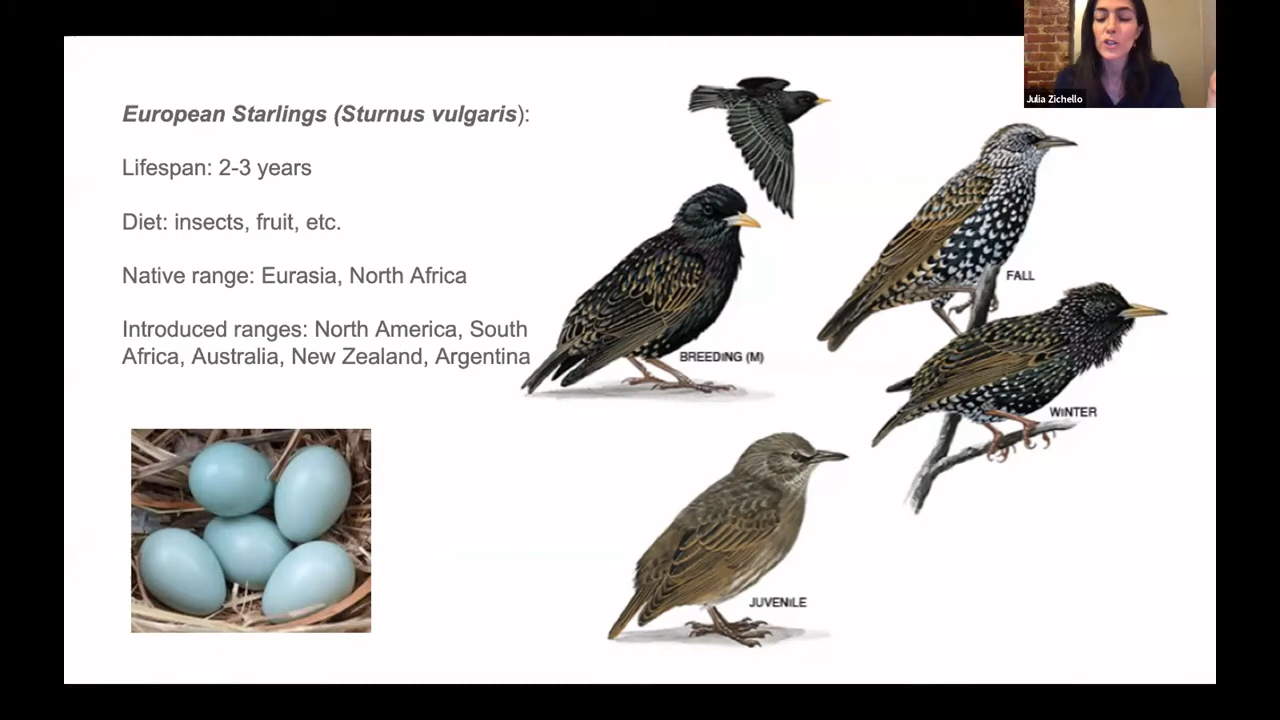 Julia Zichello
European Starlings (Sturnus vulgaris):
Lifespan: 2-3 years
Diet: insects, fruit, etc.
Native range: Eurasia, North Africa
Introduced ranges: North America, South
Africa, Australia, New Zealand, Argentina
FALL
BREEDING (M)
WINTER
JUVENILE